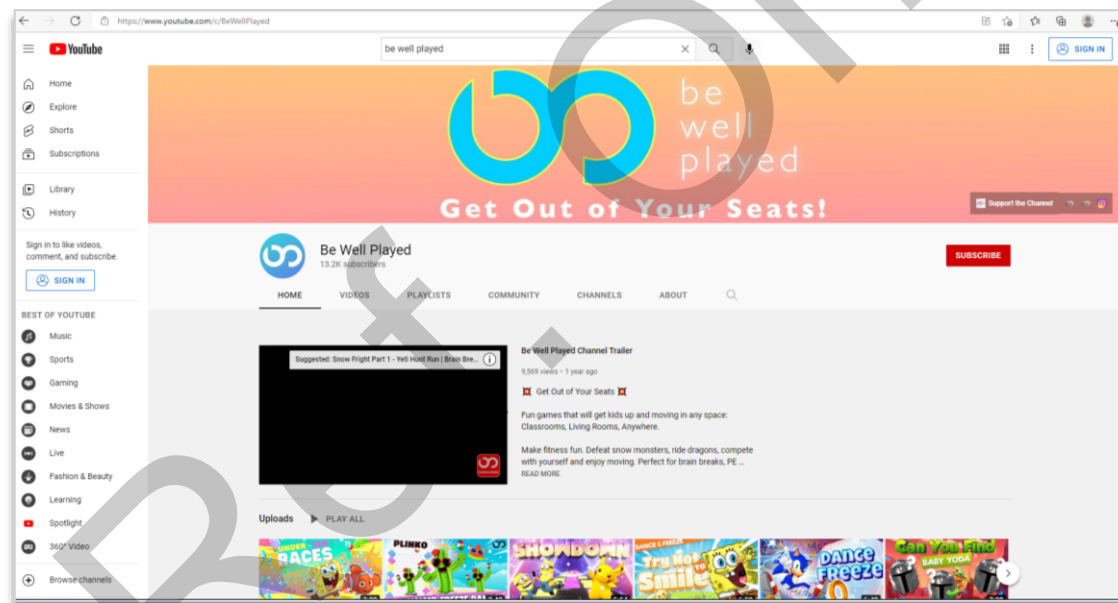 https://www.youtube.com/c/BeWellPlayed
YouTube
be well played
SIGN IN
Home
Explore
Shorts
Subscriptions
Library
History
Sign in to like videos,
comment, and subscribe.
SIGN IN
BEST OF YOUTUBE
Music
Sports
Gaming
Movies & Shows
News
Live
Fashion & Beauty
Learning
Spotlight
360° Video
Browse channels
be
well
played
Get Out of Your Seats!
Support the Channel
Be Well Played
13.2K subscribers
SUBSCRIBE
HOME VIDEOS PLAYLISTS COMMUNITY CHANNELS ABOUT
Suggested: Snow Fright Part 1 - Yeti Hunt Run | Brain Bre...
Be Well Played Channel Trailer
9,569 views • 1 year ago
💥 Get Out of Your Seats 💥
Fun games that will get kids up and moving in any space:
Classrooms, Living Rooms, Anywhere.
Make fitness fun. Defeat snow monsters, ride dragons, compete
with yourself and enjoy moving. Perfect for brain breaks, PE ...
READ MORE
Uploads PLAY ALL
UNDER SEA
RACES
PLINKO
SHOWDOWN
DANCE & FREEZE
Try Not
TO
Smile
DANCE
FREEZE
Can You Find
BABY YODA
Ref.